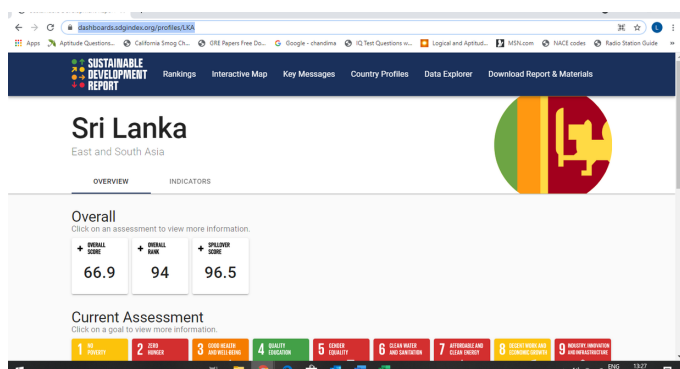 dashboards.sdgindex.org/profiles/LKA
Apps Aptitude Questions... California Smog Ch... GRE Papers Free Do... Google - chandima IQ Test Questions w... Logical and Aptitud... MSN.com NACE codes Radio Station Guide »
SUSTAINABLE
DEVELOPMENT
REPORT
Rankings Interactive Map Key Messages Country Profiles Data Explorer Download Report & Materials
Sri Lanka
East and South Asia
OVERVIEW INDICATORS
Overall
Click on an assessment to view more information.
+ OVERALL SCORE
66.9
+ OVERALL RANK
94
+ SPILLOVER SCORE
96.5
Current Assessment
Click on a goal to view more information.
1 NO POVERTY
2 ZERO HUNGER
3 GOOD HEALTH AND WELL-BEING
4 QUALITY EDUCATION
5 GENDER EQUALITY
6 CLEAN WATER AND SANITATION
7 AFFORDABLE AND CLEAN ENERGY
8 DECENT WORK AND ECONOMIC GROWTH
9 INDUSTRY, INNOVATION AND INFRASTRUCTURE
ENG 13:27